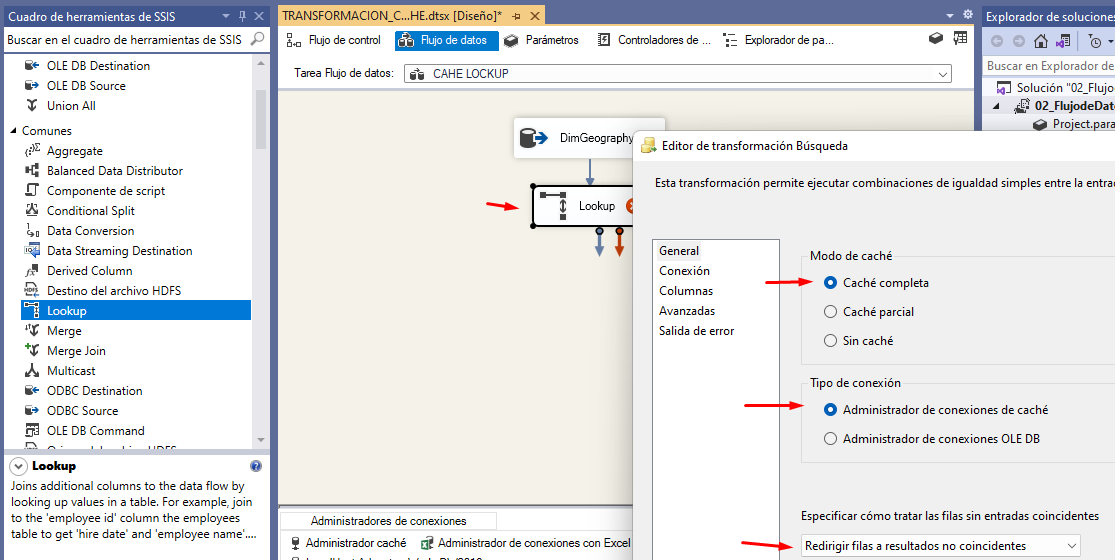 Cuadro de herramientas de SSIS
Buscar en el cuadro de herramientas de SSIS
OLE DB Destination
OLE DB Source
Union All
Comunes
Aggregate
Balanced Data Distributor
Componente de script
Conditional Split
Data Conversion
Data Streaming Destination
Derived Column
Destino del archivo HDFS
Lookup
Merge
Merge Join
Multicast
ODBC Destination
ODBC Source
OLE DB Command
Lookup
Joins additional columns to the data flow by
looking up values in a table. For example, join
to the 'employee id' column the employees
table to get 'hire date' and 'employee name'....
TRANSFORMACION_C...HE.dtsx [Diseño]*
Flujo de control
Flujo de datos
Parámetros
Controladores de ...
Explorador de pa...
Tarea Flujo de datos:
CAHE LOCKUP
DimGeography
Lookup
Administradores de conexiones
Administrador caché
Administrador de conexiones con Excel
Editor de transformación Búsqueda
Esta transformación permite ejecutar combinaciones de igualdad simples entre la entra
General
Conexión
Columnas
Avanzadas
Salida de error
Modo de caché
Caché completa
Caché parcial
Sin caché
Tipo de conexión
Administrador de conexiones de caché
Administrador de conexiones OLE DB
Especificar cómo tratar las filas sin entradas coincidentes
Redirigir filas a resultados no coincidentes
Explorador de solucione
Buscar en Explorador de
Solución "02_Flujo
02_FlujodeDat
Project.para